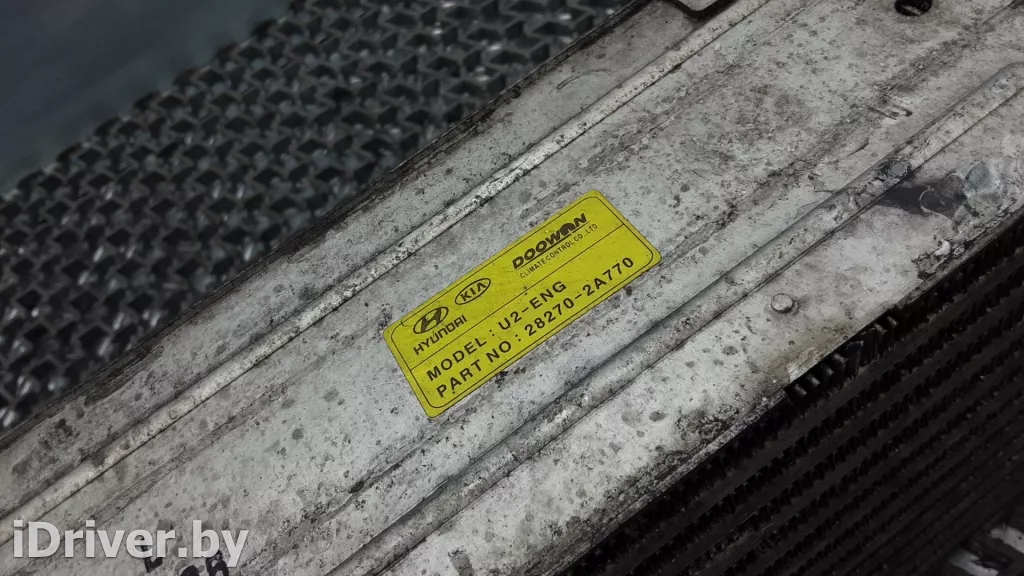 HYUNDAI KIA DOOWON
CLIMATE CONTROL CO. LTD
MODEL : U2-ENG
PART NO : 28270-2A770
iDriver.by